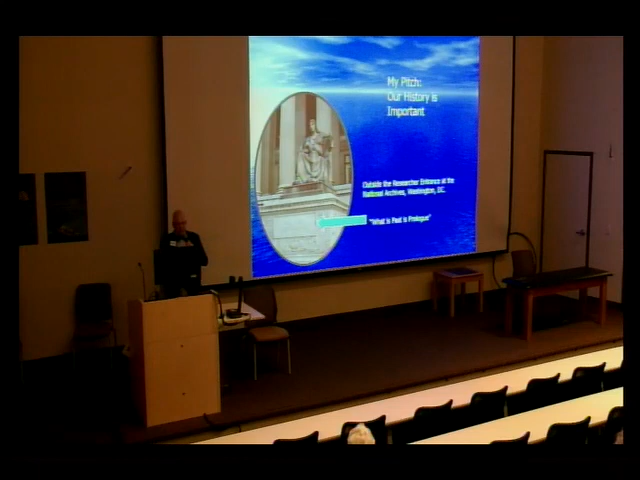 My Pitch:
Our History is
Important
Outside the Researcher Entrance at the
National Archives, Washington, DC.
"What is Past is Prologue"